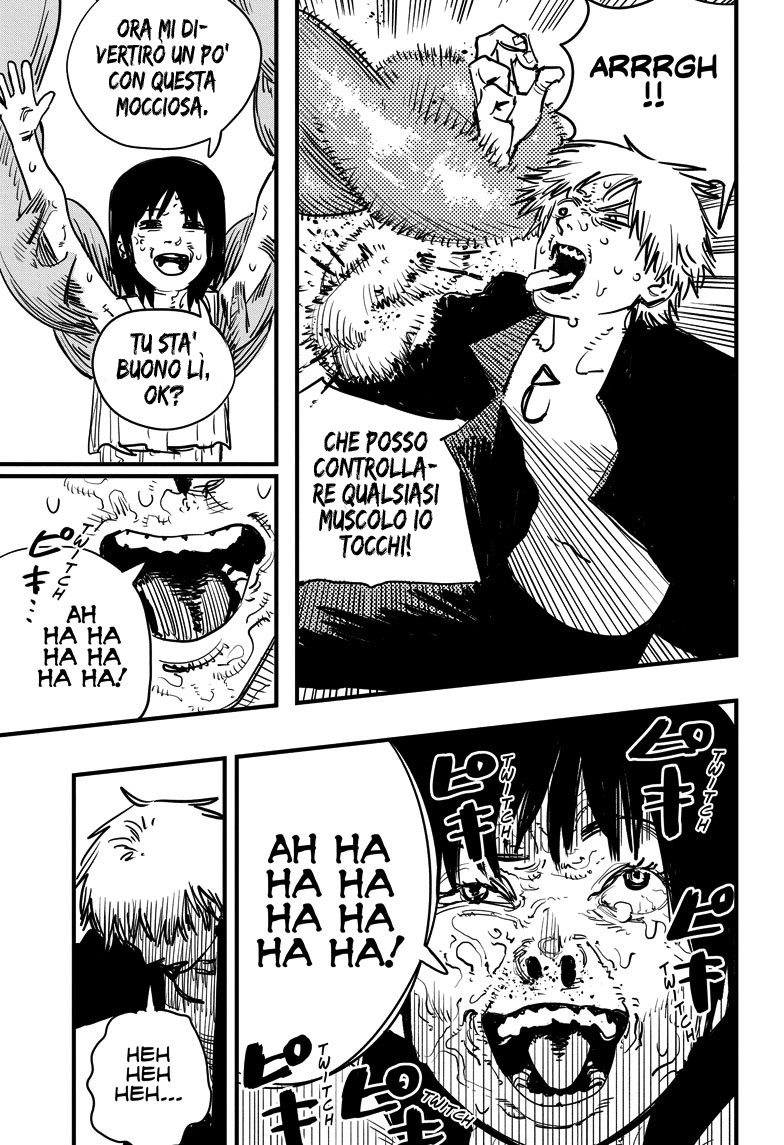 ARRRGH
!!
CHE POSSO
CONTROLLA-
RE QUALSIASI
MUSCOLO IO
TOCCHI!
ORA MI DI-
VERTIRÒ UN PO'
CON QUESTA
MOCCIOSA.
TU STA'
BUONO LÌ,
OK?
ピキ...
TWITCH
AH
HA HA
HA HA
HA HA!
ピキ
TWITCH
ピキ
TWITCH
AH HA
HA HA
HA HA
HA HA!
ピキ
TWITCH
ピキ
TWITCH
ピキ
TWITCH
HEH
HEH
HEH...